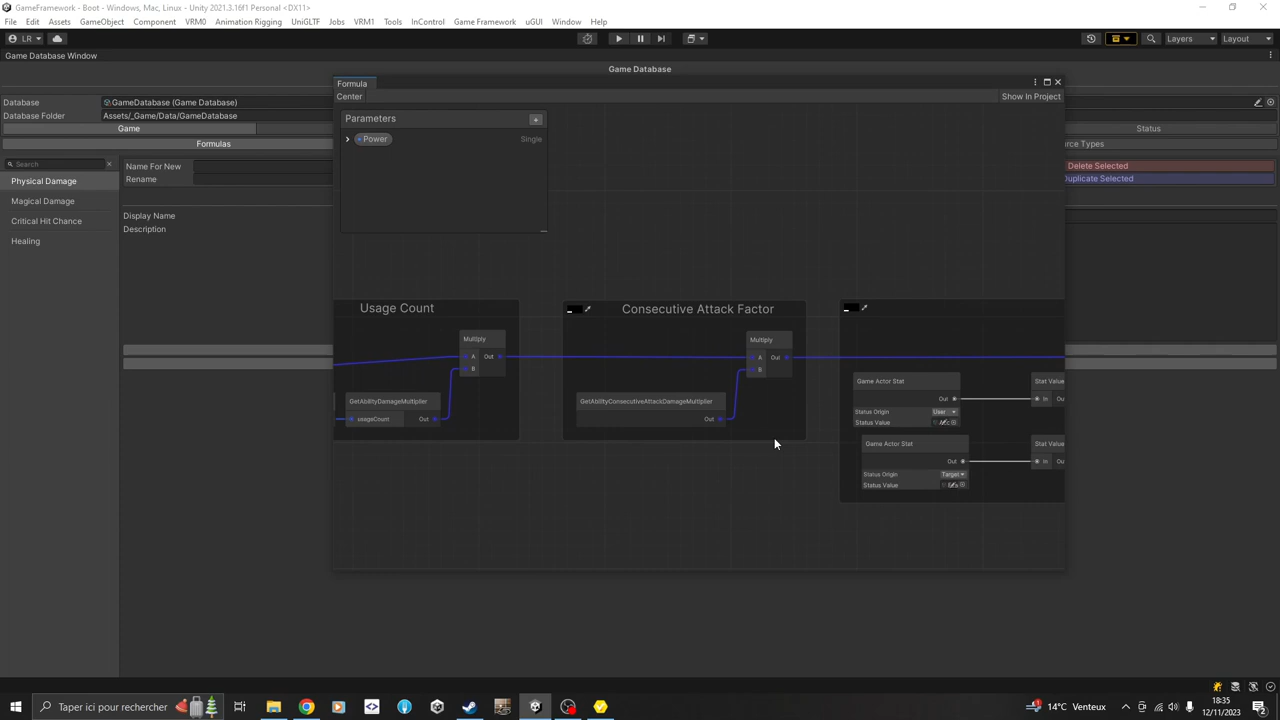 GameFramework - Boot - Windows, Mac, Linux - Unity 2021.3.16f1 Personal <DX11>
File Edit Assets GameObject Component VRM0 Animation Rigging UniGLTF Jobs VRM1 Tools InControl Game Framework uGUI Window Help
LR Layers Layout
Game Database Window
Game Database
Database GameDatabase (Game Database)
Database Folder Assets/_Game/Data/GameDatabase
Game Status
Formulas
Search
Physical Damage
Magical Damage
Critical Hit Chance
Healing
Name For New
Rename
Display Name
Description
Delete Selected
Duplicate Selected
Formula
Center Show In Project
Parameters +
Power Single
Usage Count
Multiply
A Out
B
GetAbilityDamageMultiplier
usageCount Out
Consecutive Attack Factor
Multiply
A Out
B
GetAbilityConsecutiveAttackDamageMultiplier
Out
Game Actor Stat
Out
Status Origin User
Status Value
Stat Value
In
Game Actor Stat
Out
Status Origin Target
Status Value
Stat Value
In
Taper ici pour rechercher
14°C Venteux
18:35
12/11/2023